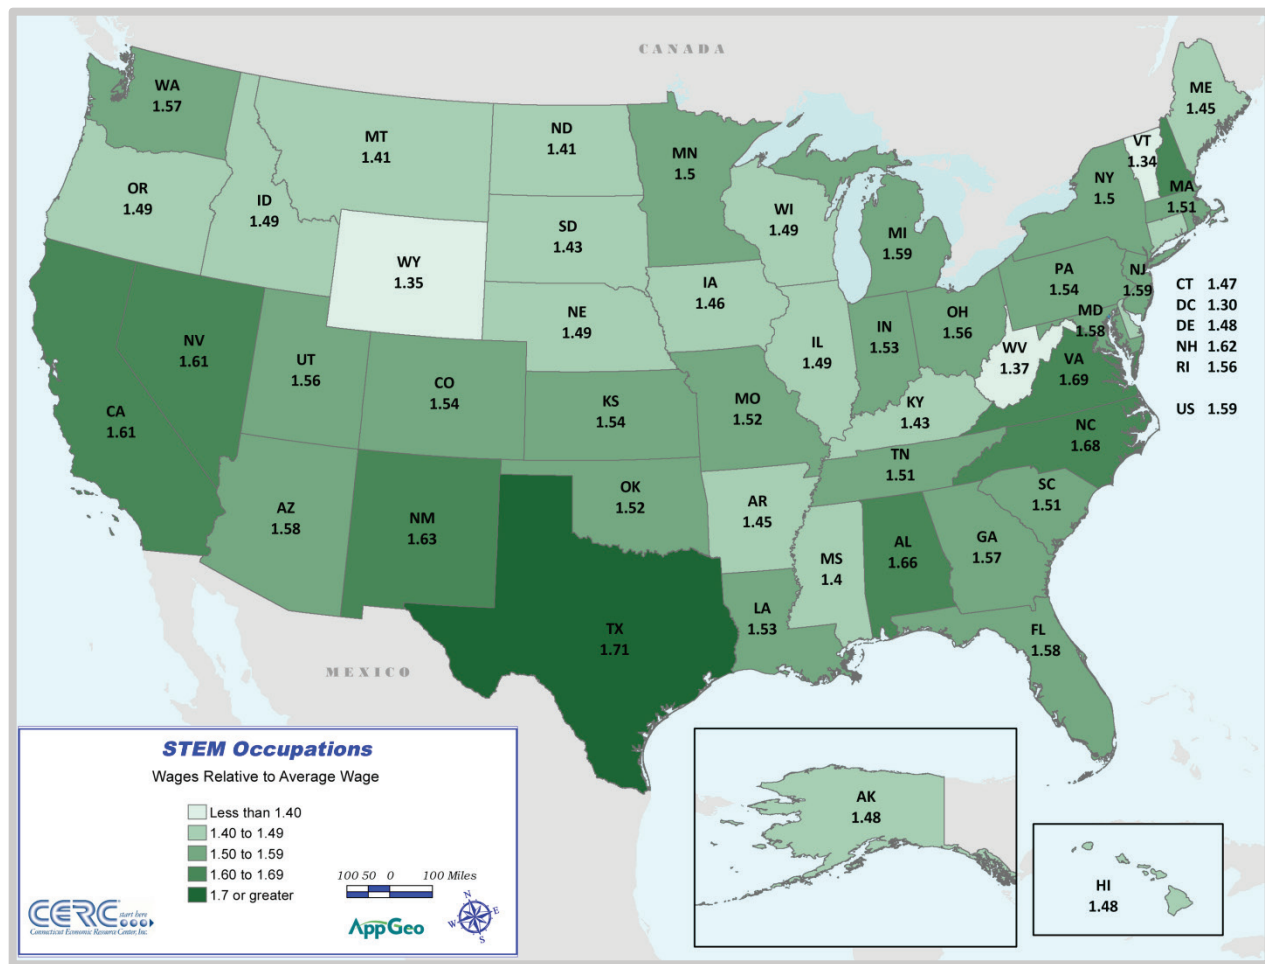 CANADA
WA
1.57
MT
1.41
ND
1.41
MN
1.5
ME
1.45
VT
1.34
OR
1.49
ID
1.49
SD
1.43
WI
1.49
MI
1.59
NY
1.5
MA
1.51
WY
1.35
IA
1.46
NE
1.49
PA
1.54
NJ
1.59
NV
1.61
UT
1.56
CO
1.54
KS
1.54
MO
1.52
IL
1.49
IN
1.53
OH
1.56
WV
1.37
MD
1.58
VA
1.69
KY
1.43
CA
1.61
AZ
1.58
NM
1.63
OK
1.52
AR
1.45
TN
1.51
NC
1.68
SC
1.51
MS
1.4
AL
1.66
GA
1.57
TX
1.71
LA
1.53
FL
1.58
CT 1.47
DC 1.30
DE 1.48
NH 1.62
RI 1.56
US 1.59
MEXICO
AK
1.48
HI
1.48
STEM Occupations
Wages Relative to Average Wage
Less than 1.40
1.40 to 1.49
1.50 to 1.59
1.60 to 1.69
1.7 or greater
100 50 0 100 Miles
CERC start here
Connecticut Economic Resource Center, Inc.
AppGeo
N
W E
S